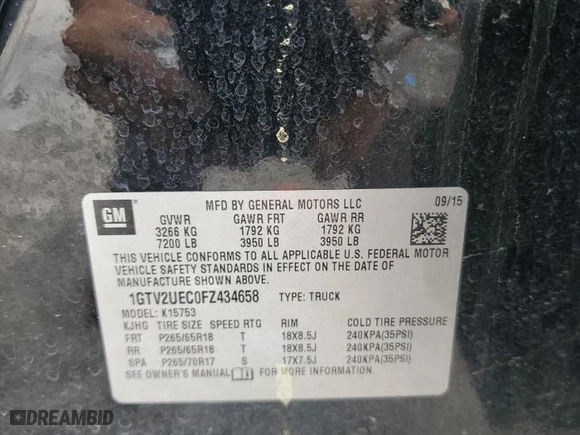 GM
MFD BY GENERAL MOTORS LLC
09/15
GVWR GAWR FRT GAWR RR
3266 KG 1792 KG 1792 KG
7200 LB 3950 LB 3950 LB
THIS VEHICLE CONFORMS TO ALL APPLICABLE U.S. FEDERAL MOTOR
VEHICLE SAFETY STANDARDS IN EFFECT ON THE DATE OF
MANUFACTURE SHOWN ABOVE.
1GTV2UEC0FZ434658 TYPE: TRUCK
MODEL: K15753
KJHG TIRE SIZE SPEED RTG RIM COLD TIRE PRESSURE
FRT P265/65R18 T 18X8.5J 240KPA(35PSI)
RR P265/65R18 T 18X8.5J 240KPA(35PSI)
SPA P265/70R17 S 17X7.5J 240KPA(35PSI)
SEE OWNER'S MANUAL FOR MORE INFORMATION.
DREAMBID